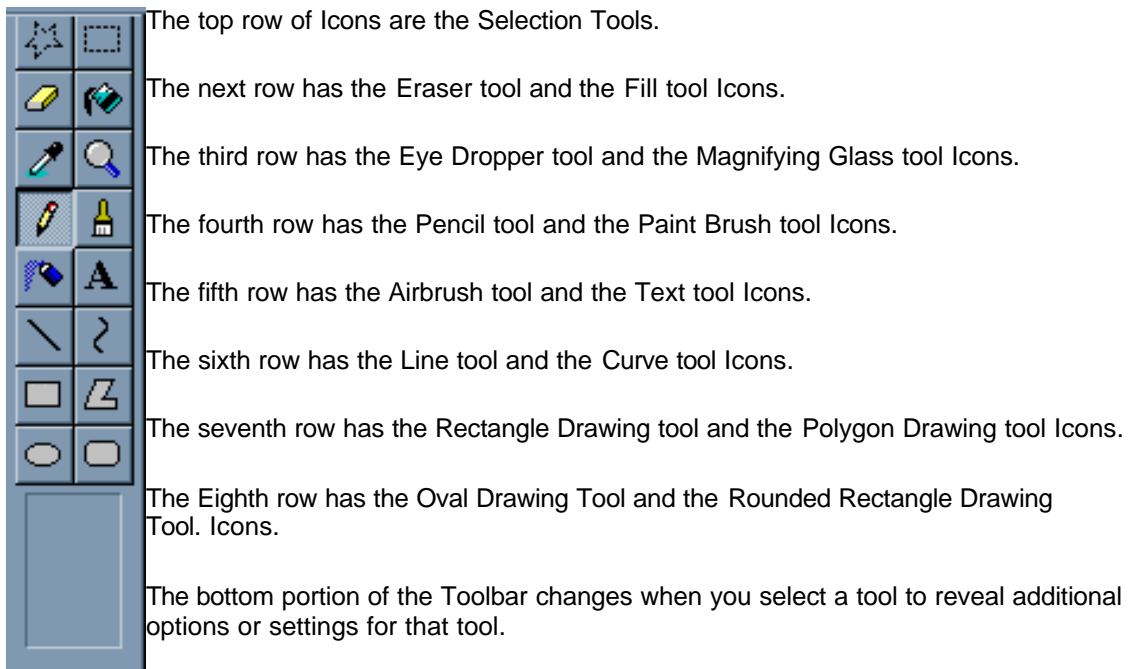 The top row of Icons are the Selection Tools.
The next row has the Eraser tool and the Fill tool Icons.
The third row has the Eye Dropper tool and the Magnifying Glass tool Icons.
The fourth row has the Pencil tool and the Paint Brush tool Icons.
A
The fifth row has the Airbrush tool and the Text tool Icons.
The sixth row has the Line tool and the Curve tool Icons.
The seventh row has the Rectangle Drawing tool and the Polygon Drawing tool Icons.
The Eighth row has the Oval Drawing Tool and the Rounded Rectangle Drawing
Tool. Icons.
The bottom portion of the Toolbar changes when you select a tool to reveal additional
options or settings for that tool.